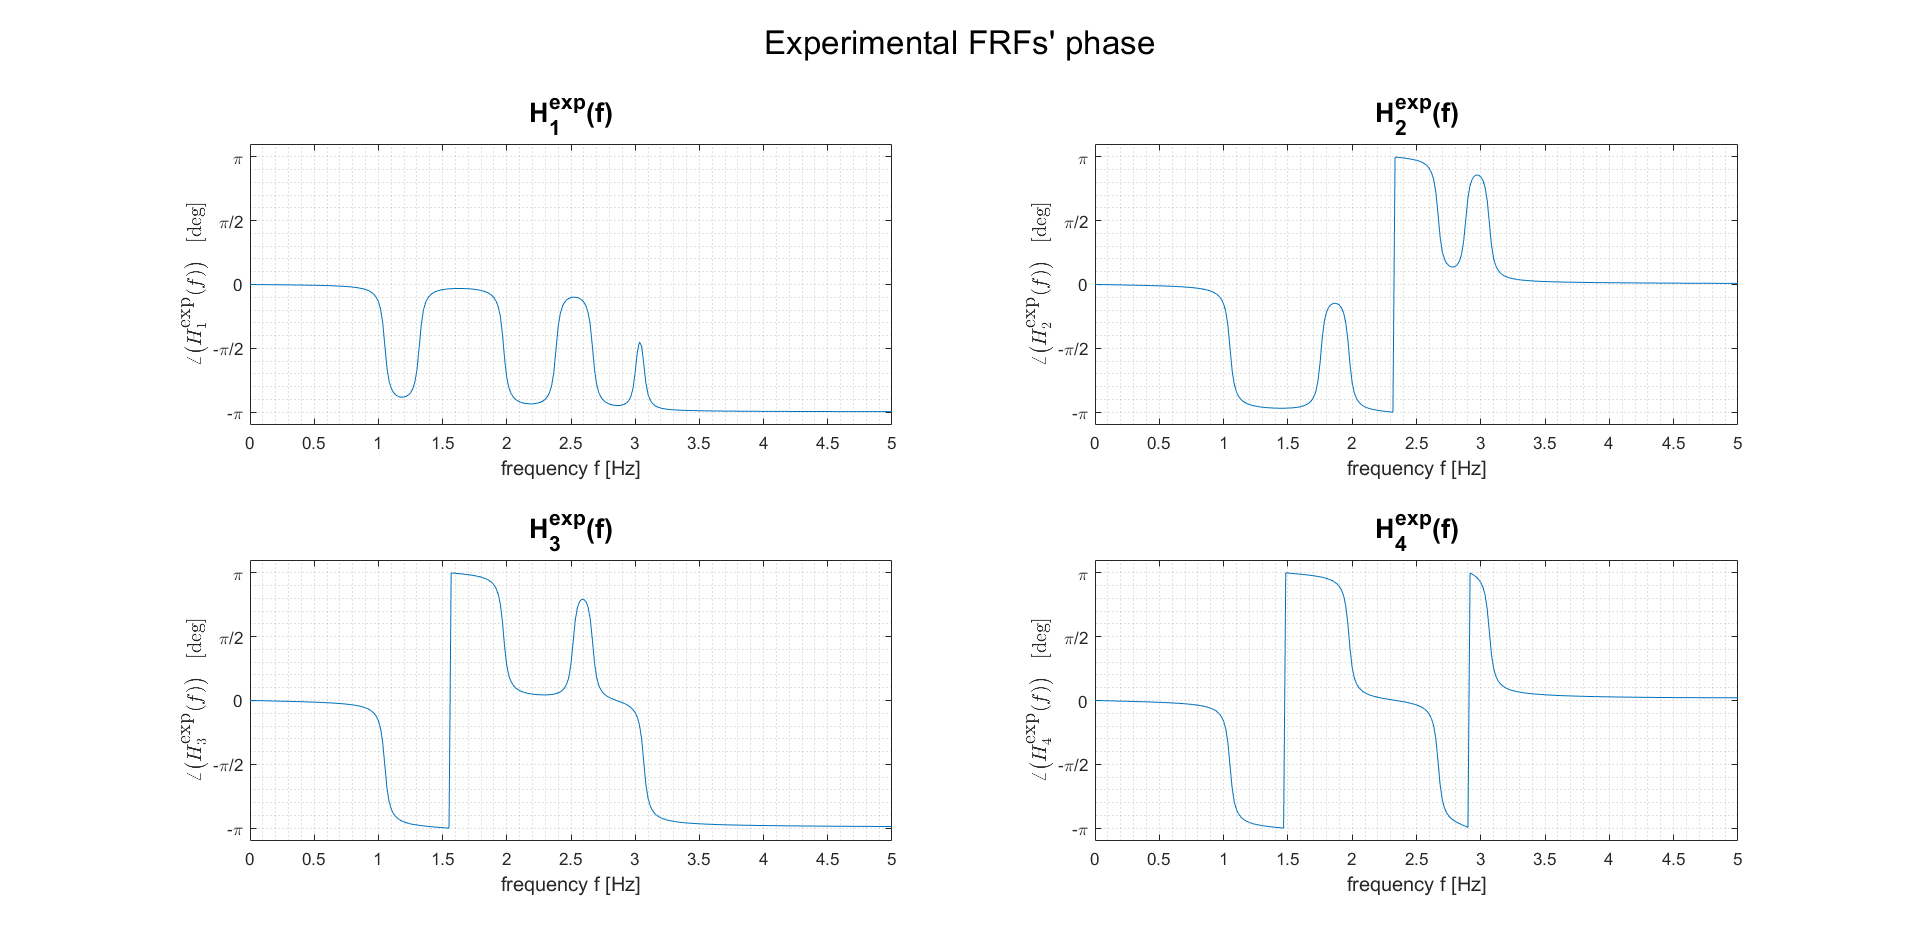 Experimental FRFs' phase
H₁ᵉˣᵖ(f)
∠(H₁ᵉˣᵖ(f)) [deg]
π
π/2
0
-π/2
-π
0 0.5 1 1.5 2 2.5 3 3.5 4 4.5 5
frequency f [Hz]
H₂ᵉˣᵖ(f)
∠(H₂ᵉˣᵖ(f)) [deg]
π
π/2
0
-π/2
-π
0 0.5 1 1.5 2 2.5 3 3.5 4 4.5 5
frequency f [Hz]
H₃ᵉˣᵖ(f)
∠(H₃ᵉˣᵖ(f)) [deg]
π
π/2
0
-π/2
-π
0 0.5 1 1.5 2 2.5 3 3.5 4 4.5 5
frequency f [Hz]
H₄ᵉˣᵖ(f)
∠(H₄ᵉˣᵖ(f)) [deg]
π
π/2
0
-π/2
-π
0 0.5 1 1.5 2 2.5 3 3.5 4 4.5 5
frequency f [Hz]